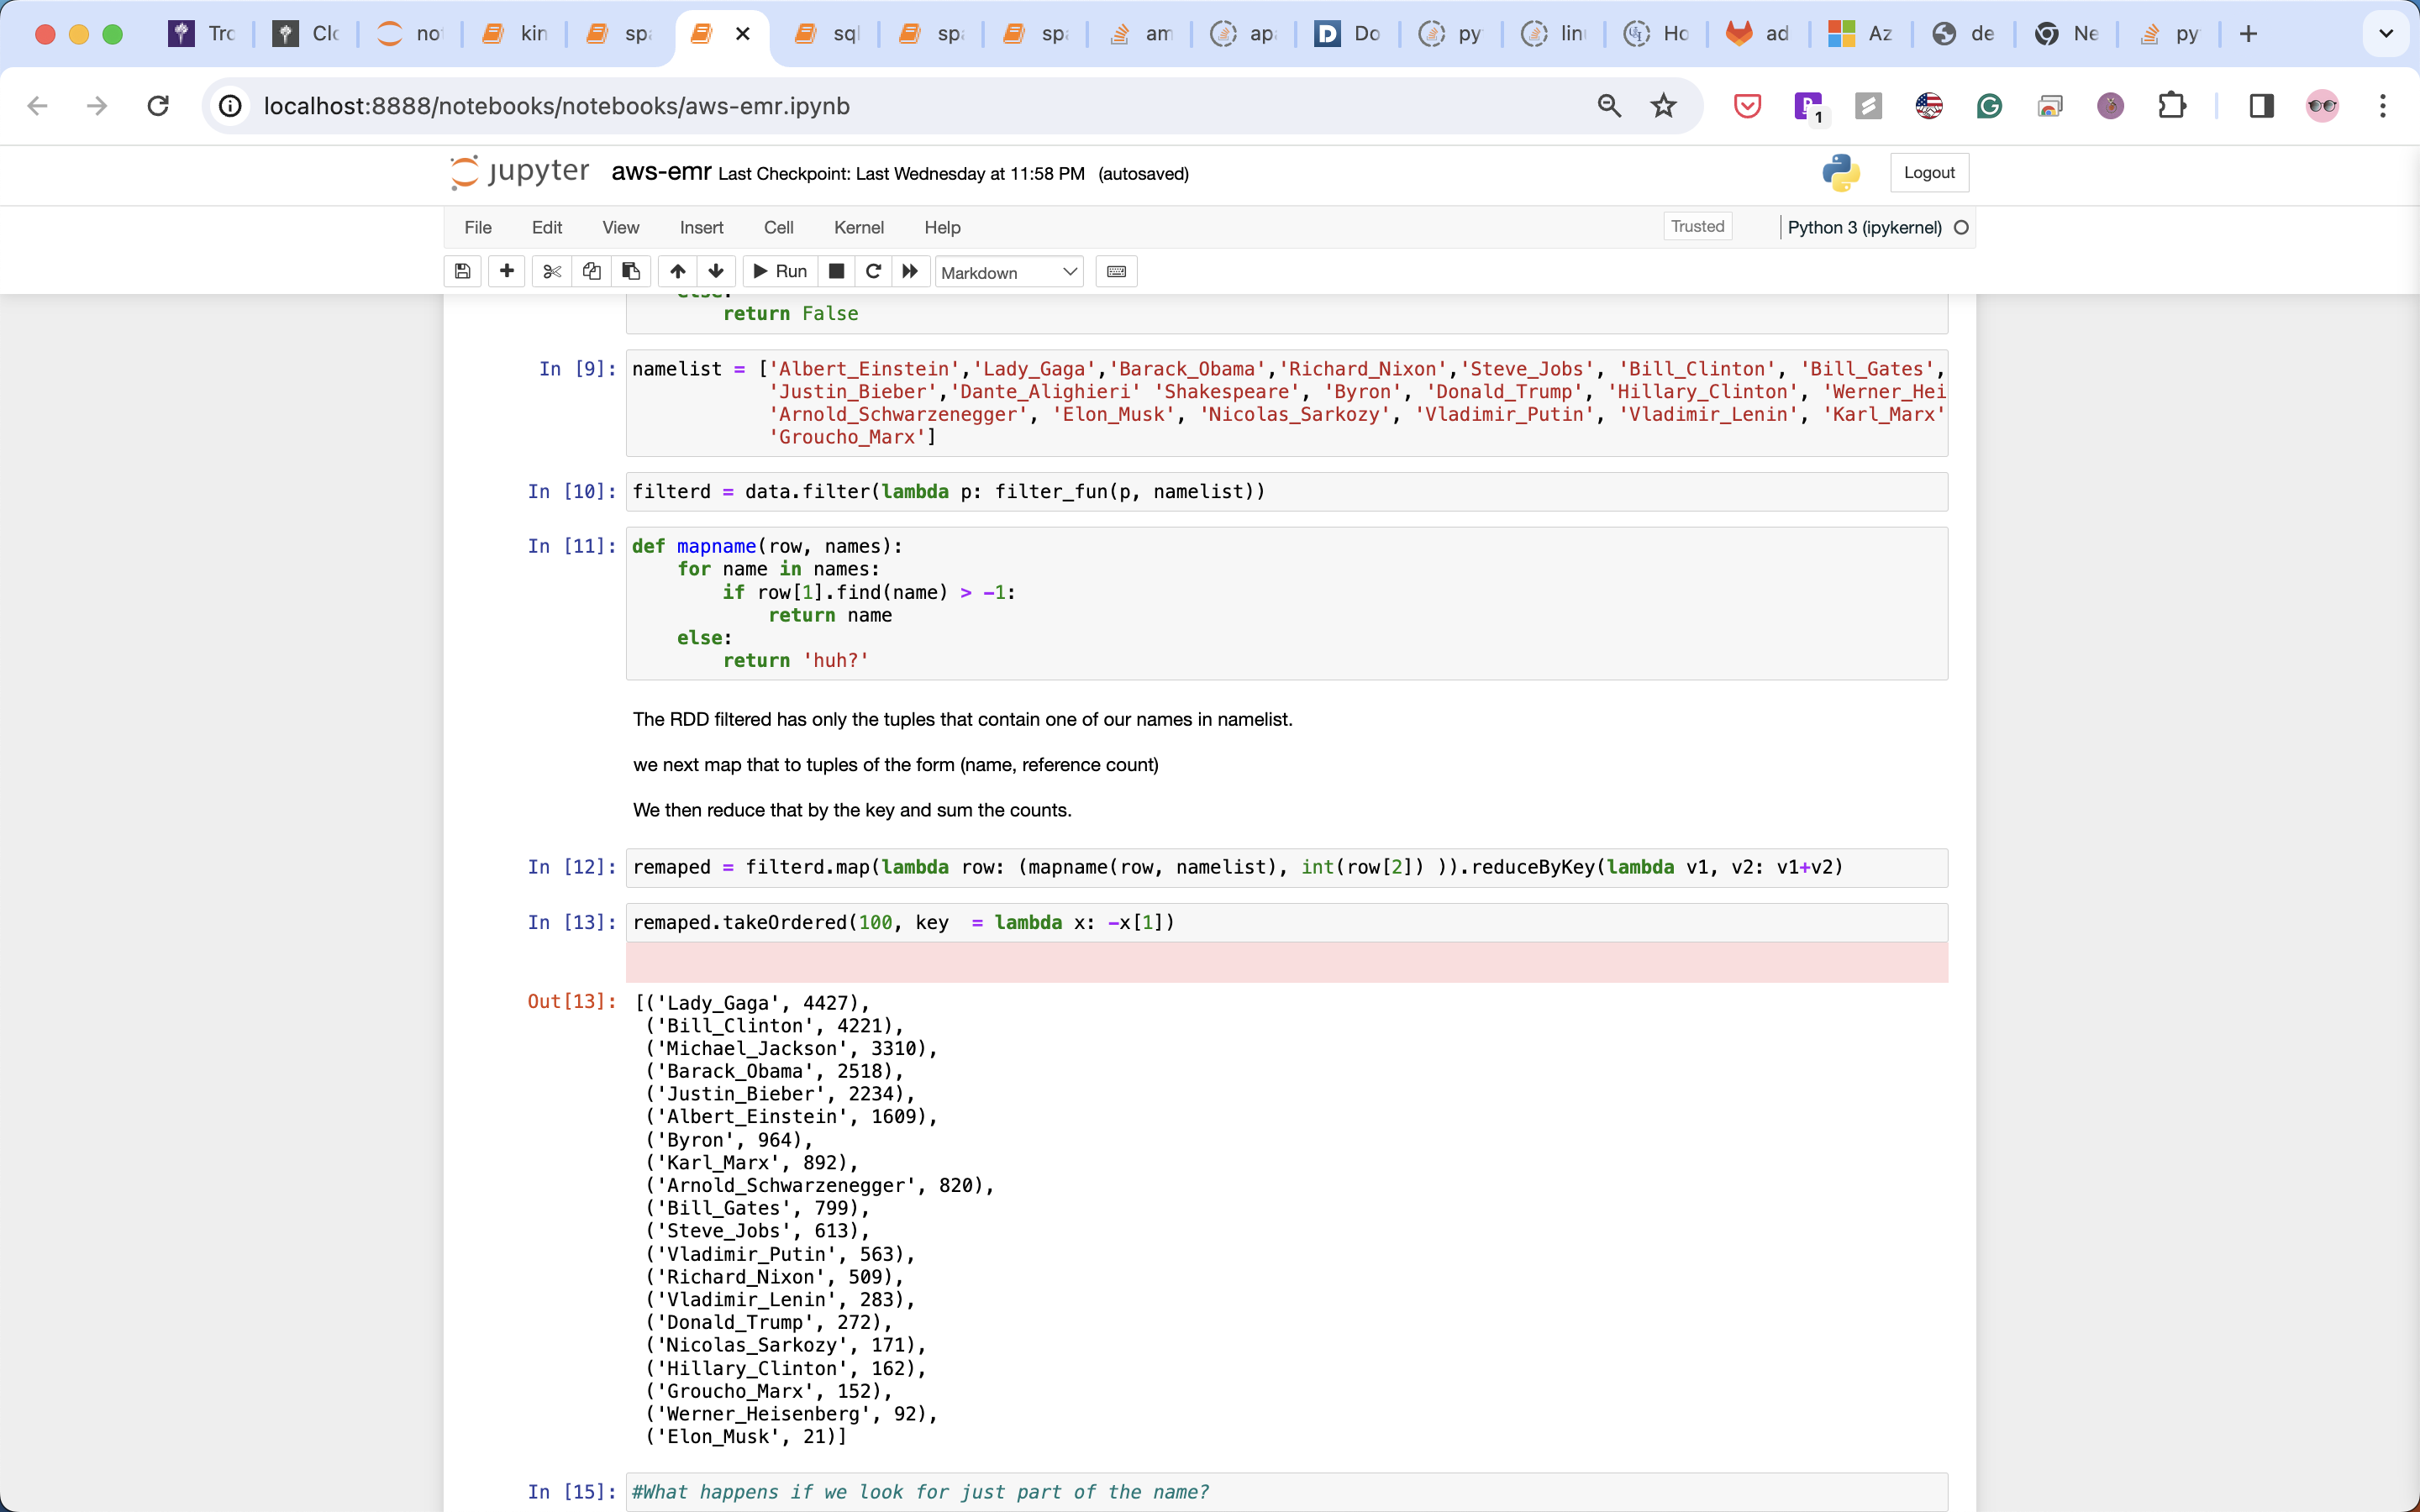 Trc
Clc
no
kin
spa
sql
spa
spa
am
apa
Do
py
linu
Ho
ad
Az
de
Ne
py
localhost:8888/notebooks/notebooks/aws-emr.ipynb
1
jupyter aws-emr Last Checkpoint: Last Wednesday at 11:58 PM (autosaved)
Logout
File Edit View Insert Cell Kernel Help
Trusted
Python 3 (ipykernel)
Run
Markdown
else:
return False
In [9]: namelist = ['Albert_Einstein','Lady_Gaga','Barack_Obama','Richard_Nixon','Steve_Jobs', 'Bill_Clinton', 'Bill_Gates',
'Justin_Bieber','Dante_Alighieri' 'Shakespeare', 'Byron', 'Donald_Trump', 'Hillary_Clinton', 'Werner_Hei
'Arnold_Schwarzenegger', 'Elon_Musk', 'Nicolas_Sarkozy', 'Vladimir_Putin', 'Vladimir_Lenin', 'Karl_Marx'
'Groucho_Marx']
In [10]: filterd = data.filter(lambda p: filter_fun(p, namelist))
In [11]: def mapname(row, names):
for name in names:
if row[1].find(name) > -1:
return name
else:
return 'huh?'
The RDD filtered has only the tuples that contain one of our names in namelist.
we next map that to tuples of the form (name, reference count)
We then reduce that by the key and sum the counts.
In [12]: remaped = filterd.map(lambda row: (mapname(row, namelist), int(row[2]) )).reduceByKey(lambda v1, v2: v1+v2)
In [13]: remaped.takeOrdered(100, key  = lambda x: -x[1])
Out[13]: [('Lady_Gaga', 4427),
('Bill_Clinton', 4221),
('Michael_Jackson', 3310),
('Barack_Obama', 2518),
('Justin_Bieber', 2234),
('Albert_Einstein', 1609),
('Byron', 964),
('Karl_Marx', 892),
('Arnold_Schwarzenegger', 820),
('Bill_Gates', 799),
('Steve_Jobs', 613),
('Vladimir_Putin', 563),
('Richard_Nixon', 509),
('Vladimir_Lenin', 283),
('Donald_Trump', 272),
('Nicolas_Sarkozy', 171),
('Hillary_Clinton', 162),
('Groucho_Marx', 152),
('Werner_Heisenberg', 92),
('Elon_Musk', 21)]
In [15]: #What happens if we look for just part of the name?